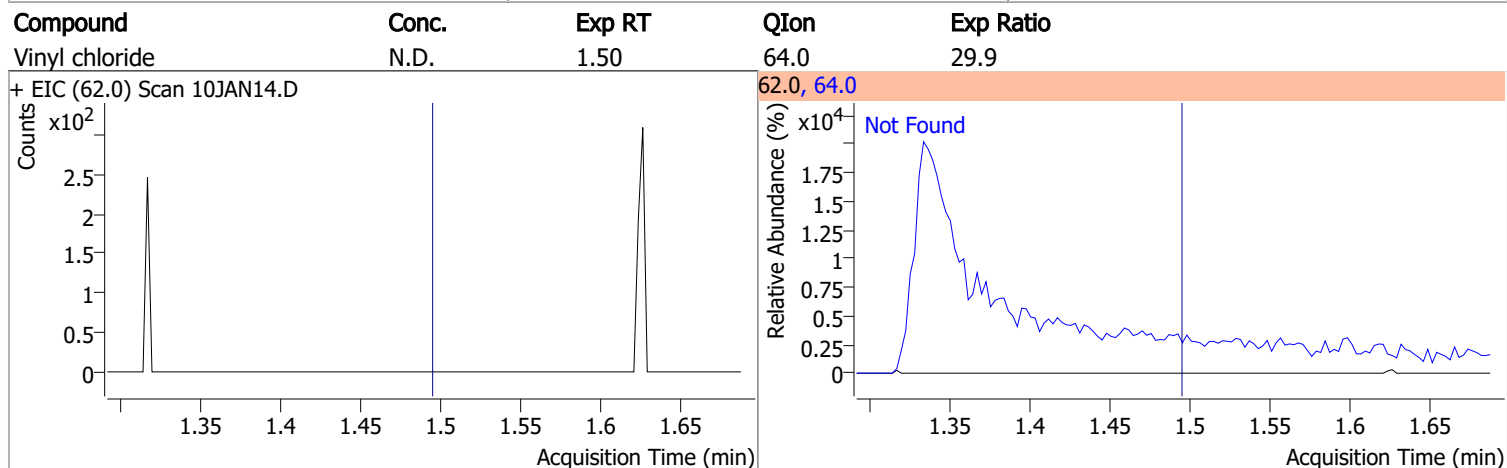 Compound Conc. Exp RT QIon Exp Ratio
Vinyl chloride N.D. 1.50 64.0 29.9
+ EIC (62.0) Scan 10JAN14.D
Counts
x10²
2.5
2
1.5
1
0.5
0
1.35 1.4 1.45 1.5 1.55 1.6 1.65
Acquisition Time (min)
62.0, 64.0
Relative Abundance (%)
x10⁴
Not Found
1.75
1.5
1.25
1
0.75
0.5
0.25
0
1.35 1.4 1.45 1.5 1.55 1.6 1.65
Acquisition Time (min)